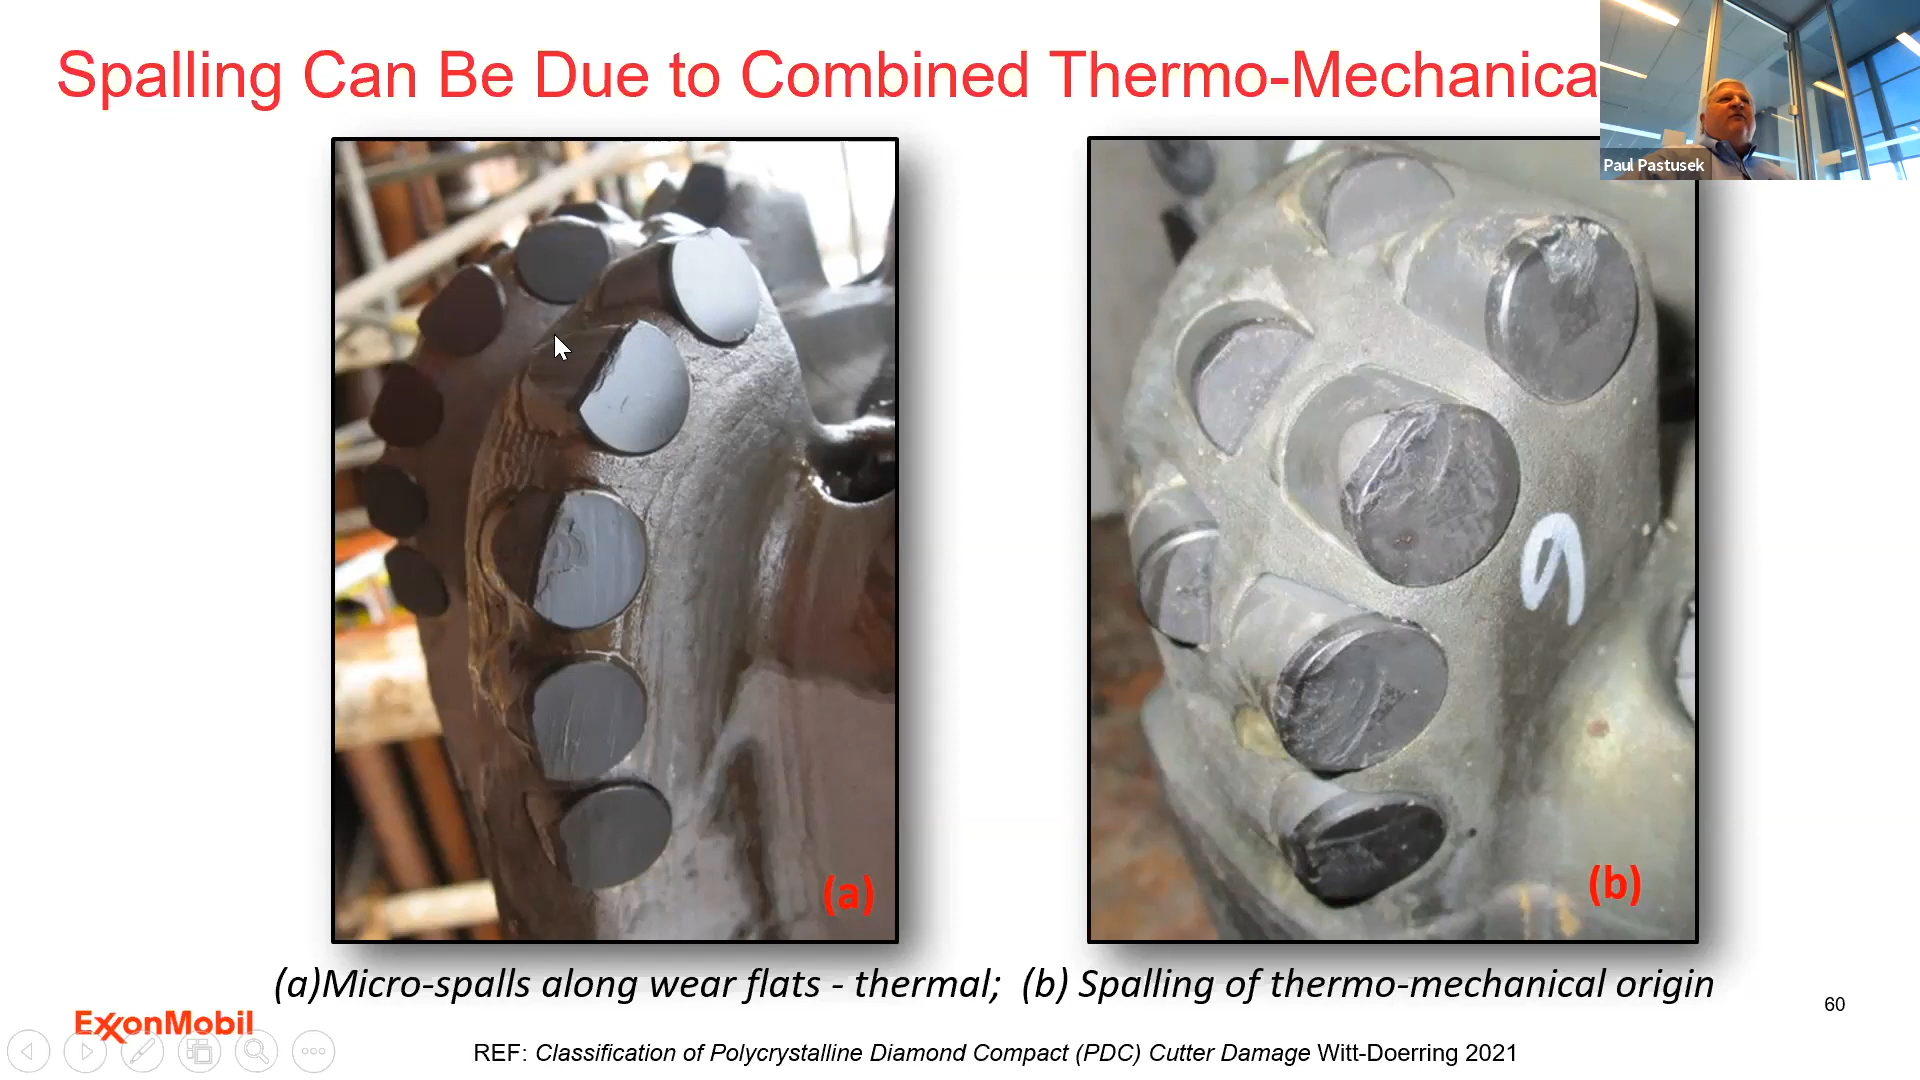 Spalling Can Be Due to Combined Thermo-Mechanica
Paul Pastusek
9
(a)
(b)
(a)Micro-spalls along wear flats - thermal; (b) Spalling of thermo-mechanical origin
ExxonMobil
60
REF: Classification of Polycrystalline Diamond Compact (PDC) Cutter Damage Witt-Doerring 2021